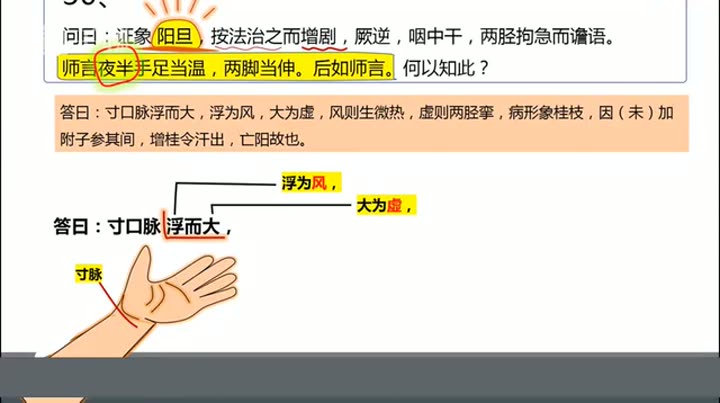 30、
问曰：证象阳旦，按法治之而增剧，厥逆，咽中干，两胫拘急而谵语。
师言夜半手足当温，两脚当伸。后如师言。何以知此？
答曰：寸口脉浮而大，浮为风，大为虚，风则生微热，虚则两胫挛，病形象桂枝，因（未）加
附子参其间，增桂令汗出，亡阳故也。
浮为风，
大为虚，
答曰：寸口脉浮而大，
寸脉